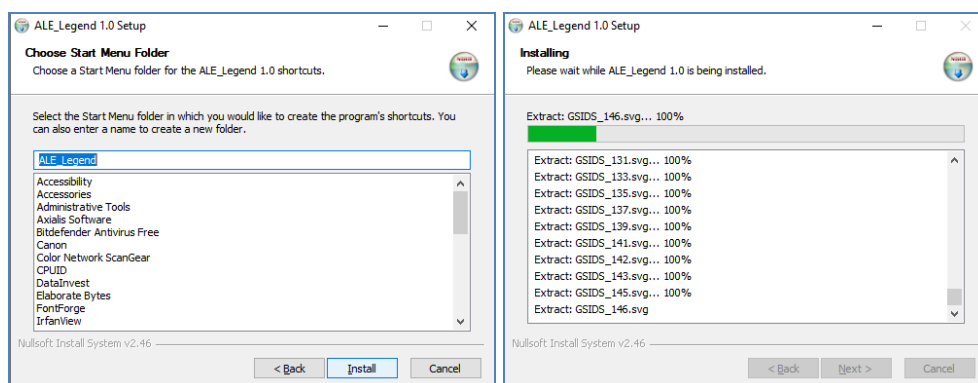 ALE_Legend 1.0 Setup
Choose Start Menu Folder
Choose a Start Menu folder for the ALE_Legend 1.0 shortcuts.
Select the Start Menu folder in which you would like to create the program's shortcuts. You
can also enter a name to create a new folder.
ALE_Legend
Accessibility
Accessories
Administrative Tools
Axialis Software
Bitdefender Antivirus Free
Canon
Color Network ScanGear
CPUID
DataInvest
Elaborate Bytes
FontForge
IrfanView
Nullsoft Install System v2.46
< Back
Install
Cancel
ALE_Legend 1.0 Setup
Installing
Please wait while ALE_Legend 1.0 is being installed.
Extract: GSIDS_146.svg... 100%
Extract: GSIDS_131.svg... 100%
Extract: GSIDS_133.svg... 100%
Extract: GSIDS_135.svg... 100%
Extract: GSIDS_137.svg... 100%
Extract: GSIDS_139.svg... 100%
Extract: GSIDS_141.svg... 100%
Extract: GSIDS_142.svg... 100%
Extract: GSIDS_143.svg... 100%
Extract: GSIDS_145.svg... 100%
Extract: GSIDS_146.svg
Nullsoft Install System v2.46
< Back
Next >
Cancel